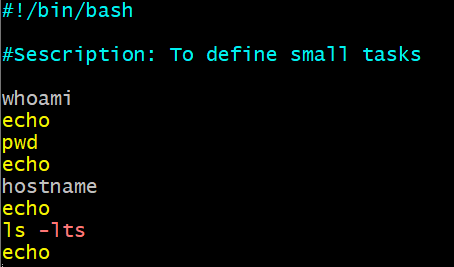 #!/bin/bash
#Sescription: To define small tasks
whoami
echo
pwd
echo
hostname
echo
ls -lts
echo